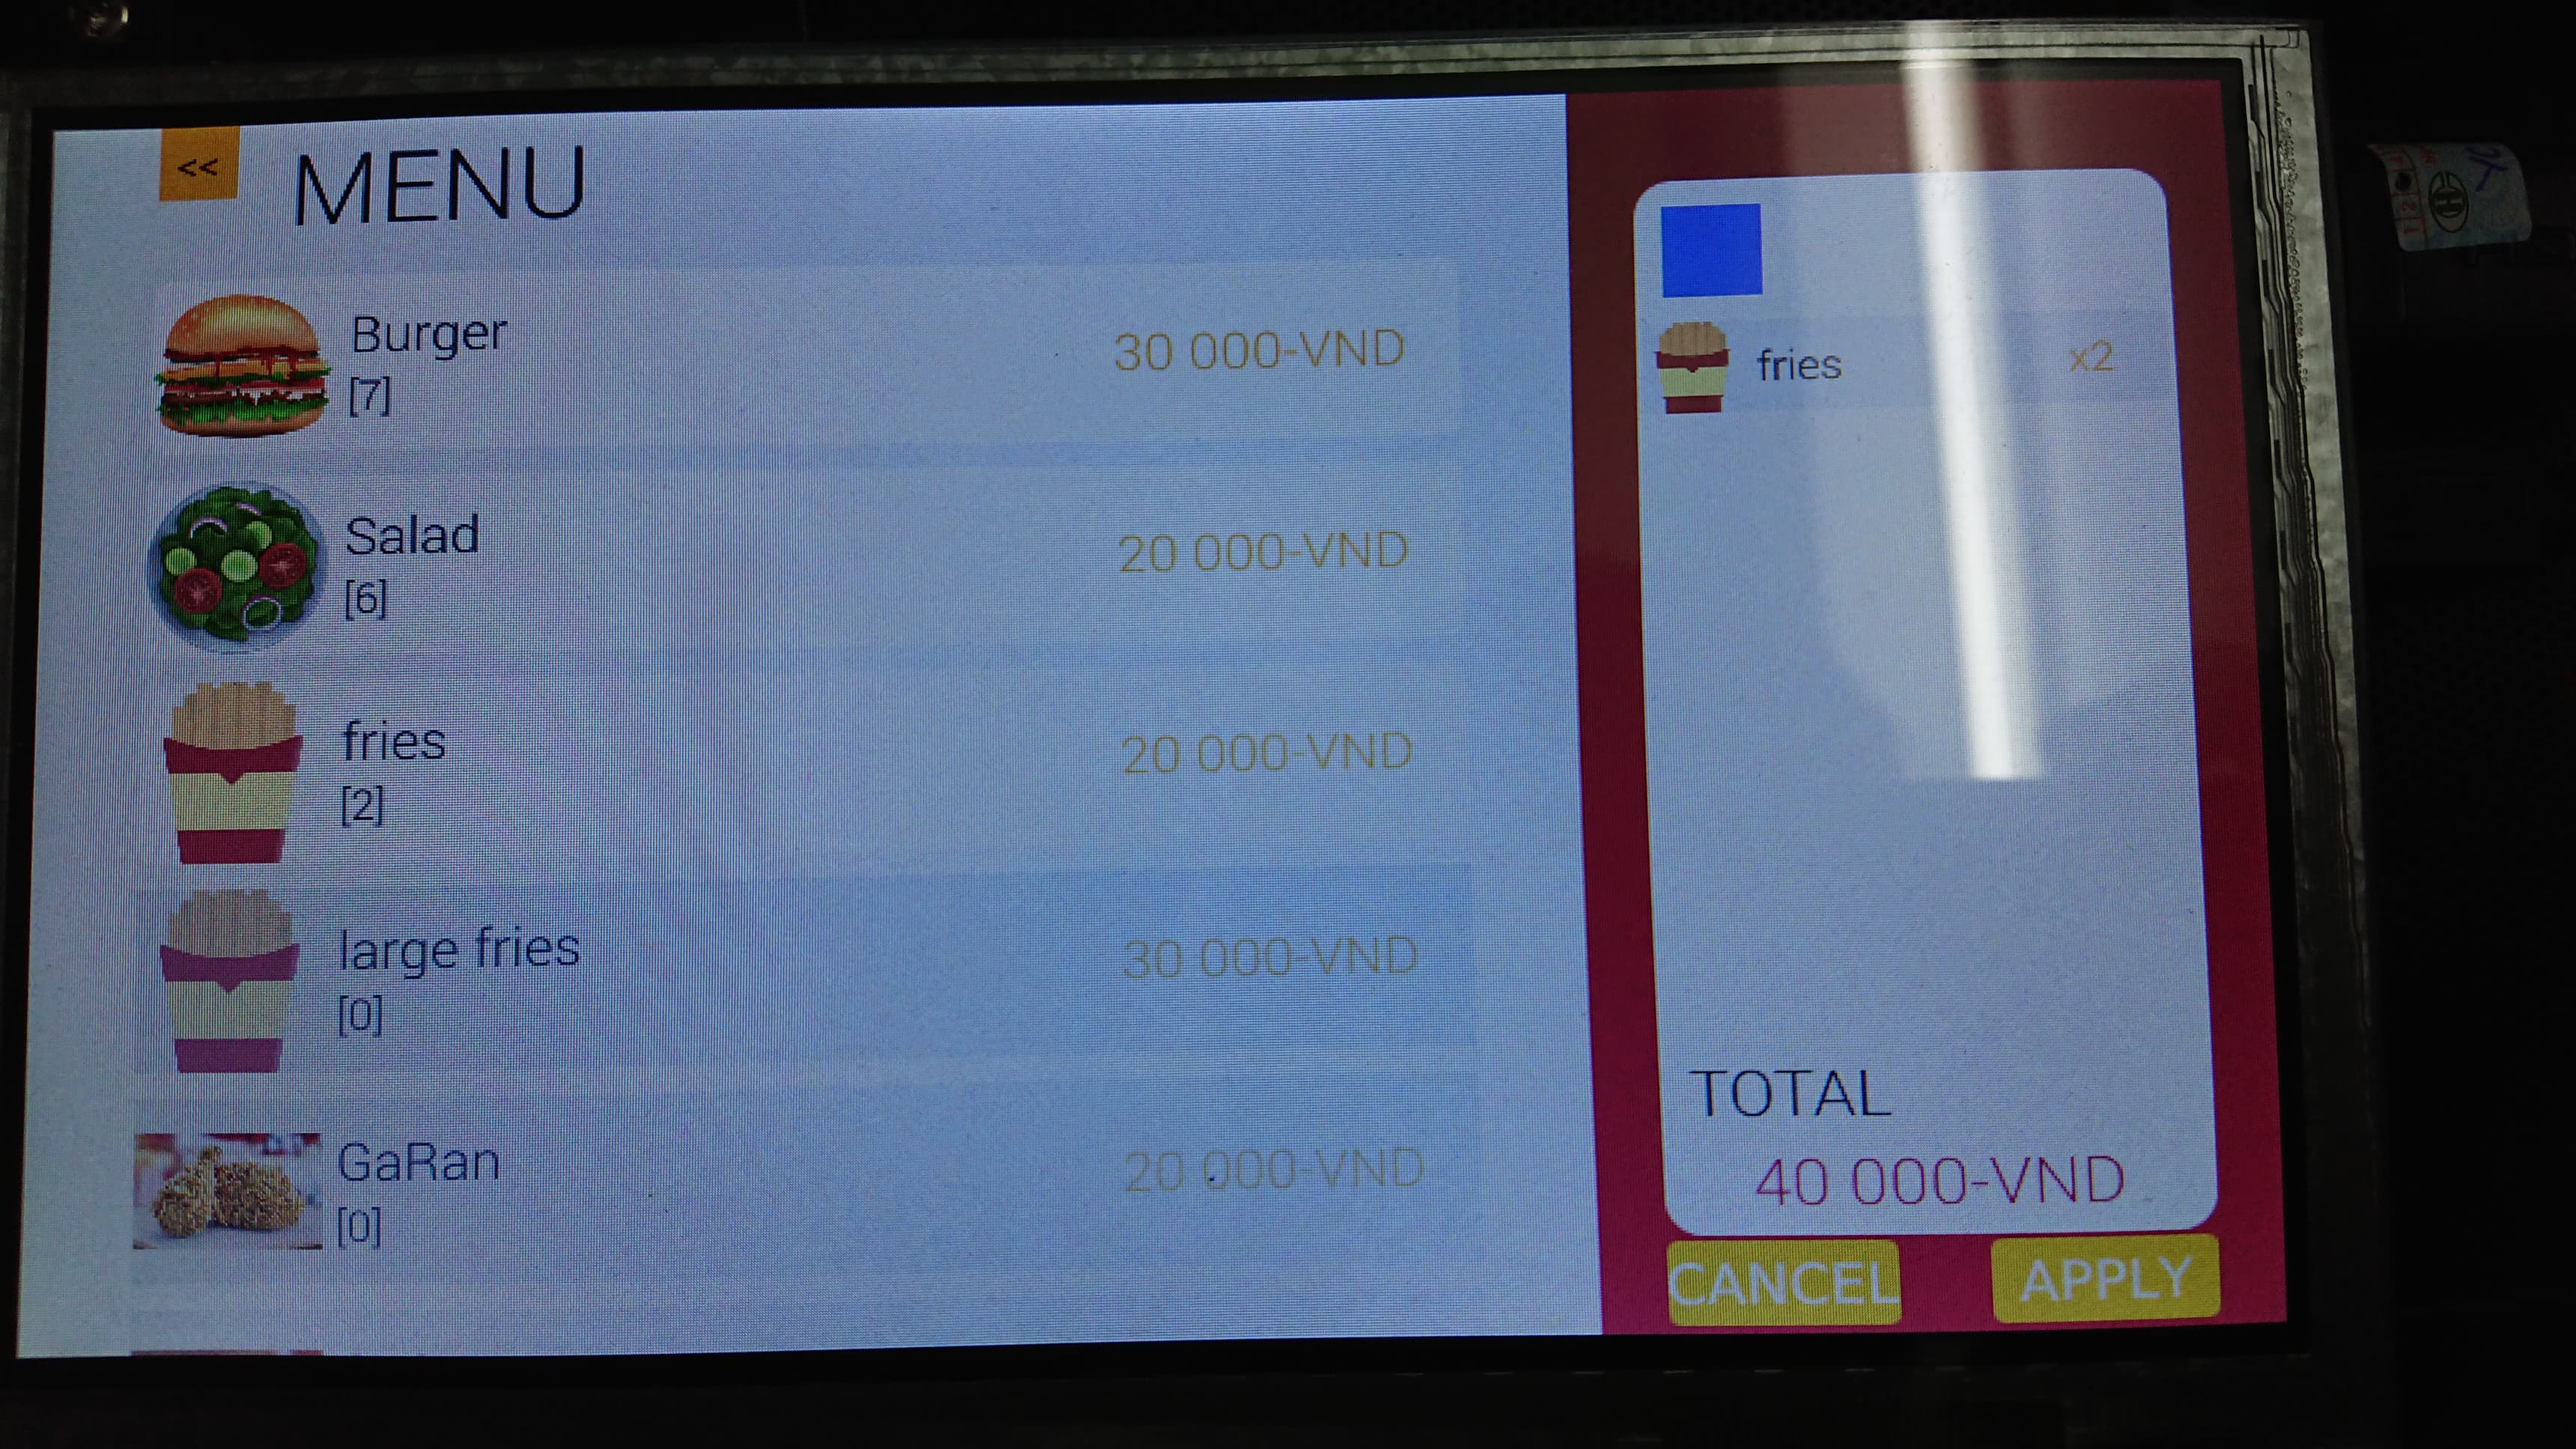 <<
MENU
Burger
[7]
30 000-VND
Salad
[6]
20 000-VND
fries
[2]
20 000-VND
large fries
[0]
30 000-VND
GaRan
[0]
20 000-VND
fries
x2
TOTAL
40 000-VND
CANCEL
APPLY